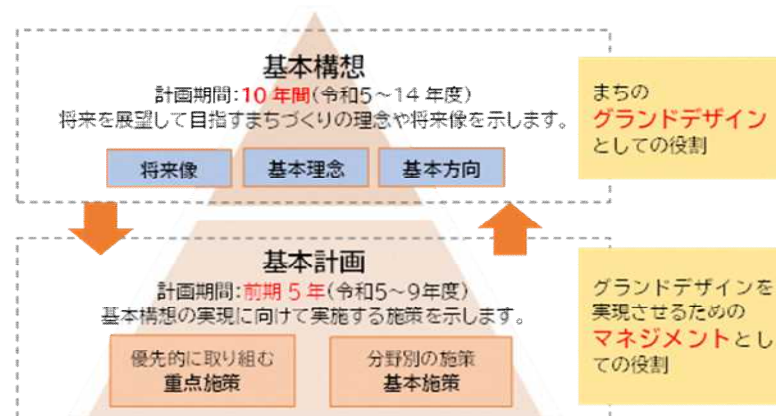 基本構想
計画期間:10年間(令和5~14年度)
将来を展望して目指すまちづくりの理念や将来像を示します。
将来像
基本理念
基本方向
まちの
グランドデザイン
としての役割
基本計画
計画期間:前期5年(令和5~9年度)
基本構想の実現に向けて実施する施策を示します。
優先的に取り組む
重点施策
分野別の施策
基本施策
グランドデザインを
実現させるための
マネジメントとし
ての役割